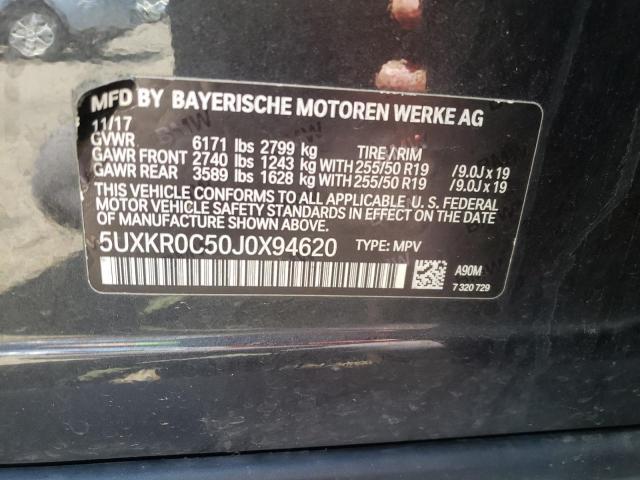 MFD BY BAYERISCHE MOTOREN WERKE AG
11/17
GVWR 6171 lbs 2799 kg TIRE/RIM
GAWR FRONT 2740 lbs 1243 kg WITH 255/50 R19 /9.0J x 19
GAWR REAR 3589 lbs 1628 kg WITH 255/50 R19 /9.0J x 19
THIS VEHICLE CONFORMS TO ALL APPLICABLE U. S. FEDERAL
MOTOR VEHICLE SAFETY STANDARDS IN EFFECT ON THE DATE
OF MANUFACTURE SHOWN ABOVE.
5UXKR0C50J0X94620 TYPE: MPV
A90M
7 320 729